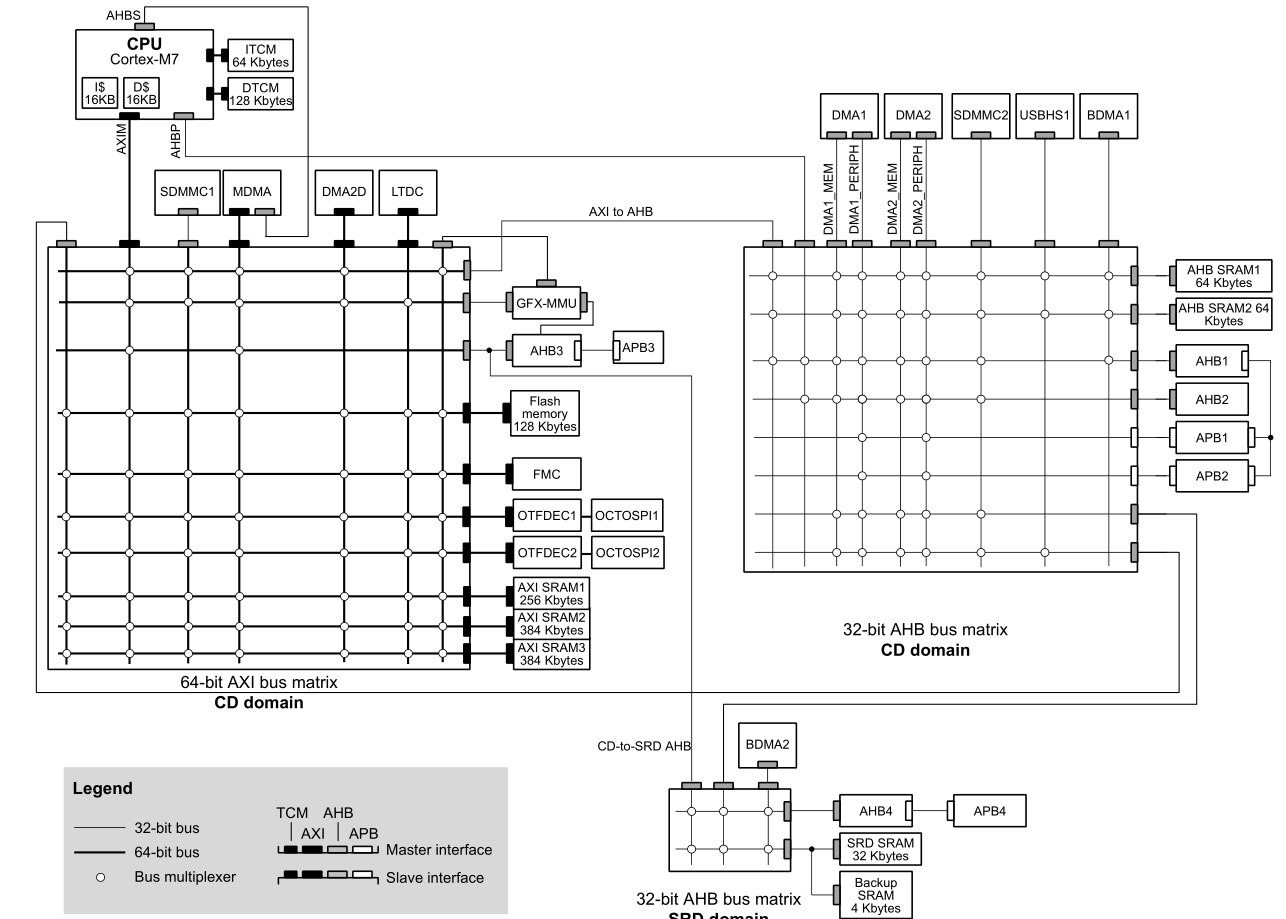 AHBS
CPU
Cortex-M7
I$
16KB
D$
16KB
ITCM
64 Kbytes
DTCM
128 Kbytes
AXIM
AHBP
SDMMC1
MDMA
DMA2D
LTDC
AXI to AHB
GFX-MMU
AHB3
APB3
Flash
memory
128 Kbytes
FMC
OTFDEC1
OCTOSPI1
OTFDEC2
OCTOSPI2
AXI SRAM1
256 Kbytes
AXI SRAM2
384 Kbytes
AXI SRAM3
384 Kbytes
64-bit AXI bus matrix
CD domain
DMA1
DMA2
SDMMC2
USBHS1
BDMA1
DMA1_MEM
DMA1_PERIPH
DMA2_MEM
DMA2_PERIPH
AHB SRAM1
64 Kbytes
AHB SRAM2 64
Kbytes
AHB1
AHB2
APB1
APB2
32-bit AHB bus matrix
CD domain
CD-to-SRD AHB
BDMA2
AHB4
APB4
SRD SRAM
32 Kbytes
Backup
SRAM
4 Kbytes
32-bit AHB bus matrix
SRD domain
Legend
32-bit bus
64-bit bus
Bus multiplexer
TCM AHB
AXI APB
Master interface
Slave interface